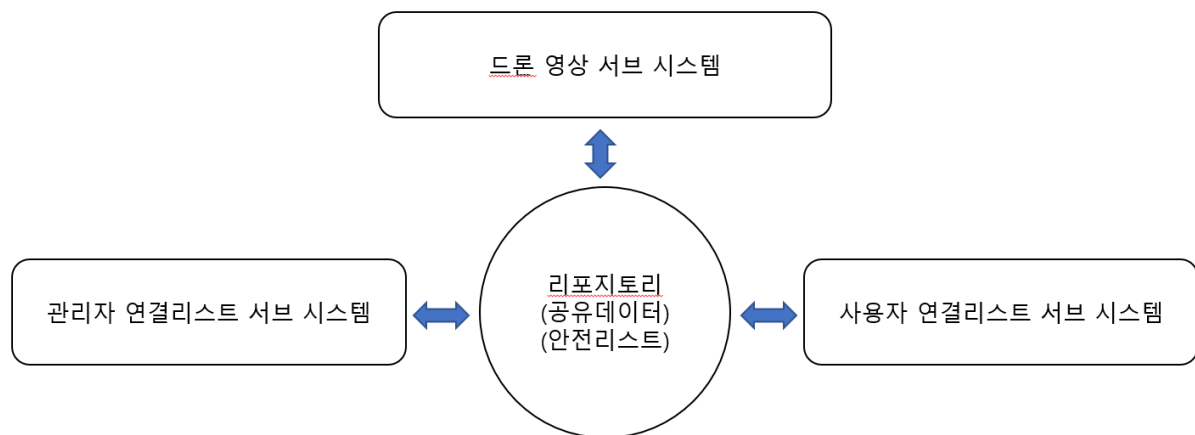 드론 영상 서브 시스템
관리자 연결리스트 서브 시스템
리포지토리
(공유데이터)
(안전리스트)
사용자 연결리스트 서브 시스템